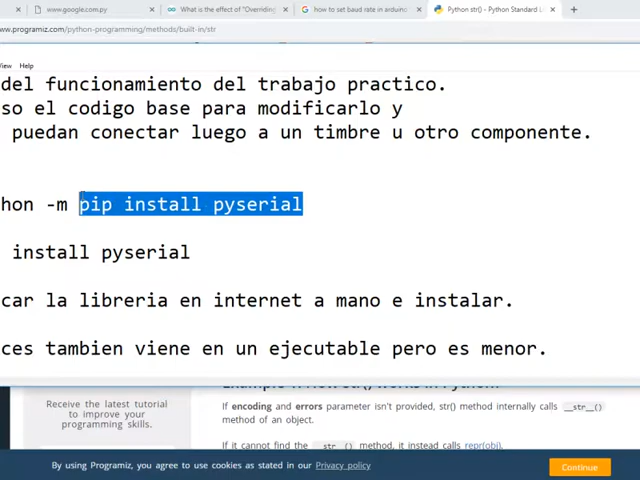 www.google.com.py
What is the effect of "Overriding
how to set baud rate in arduino
Python str() - Python Standard L
www.programiz.com/python-programming/methods/built-in/str
View Help
del funcionamiento del trabajo practico.
so el codigo base para modificarlo y
puedan conectar luego a un timbre u otro componente.
hon -m pip install pyserial
install pyserial
car la libreria en internet a mano e instalar.
ces tambien viene en un ejecutable pero es menor.
Receive the latest tutorial
to improve your
programming skills.
If encoding and errors parameter isn't provided, str() method internally calls __str__()
method of an object.
If it cannot find the __str__() method, it instead calls repr(obj).
By using Programiz, you agree to use cookies as stated in our Privacy policy
Continue